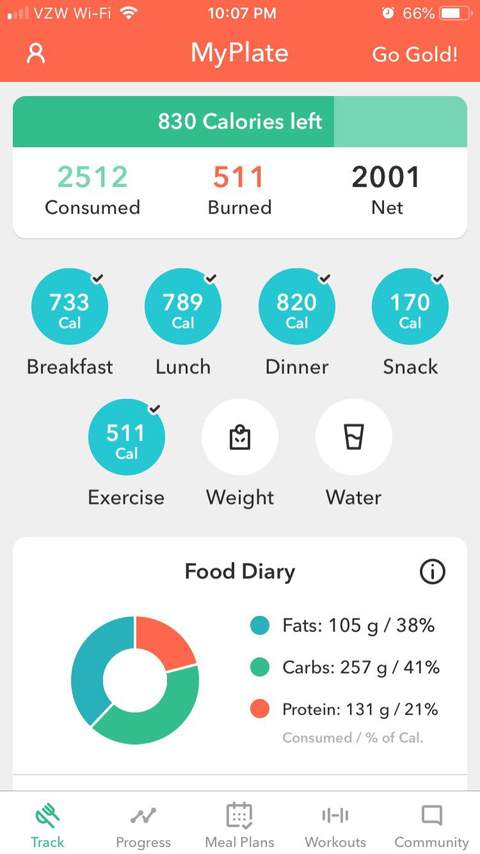 VZW Wi-Fi 10:07 PM 66%
MyPlate Go Gold!
830 Calories left
2512 511 2001
Consumed Burned Net
733 789 820 170
Cal Cal Cal Cal
Breakfast Lunch Dinner Snack
511
Cal
Exercise Weight Water
Food Diary
Fats: 105 g / 38%
Carbs: 257 g / 41%
Protein: 131 g / 21%
Consumed / % of Cal.
Track Progress Meal Plans Workouts Community